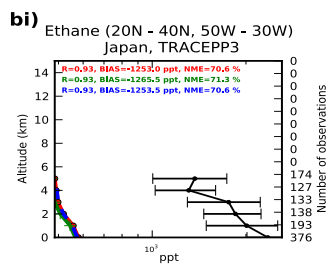 bi)
Ethane (20N - 40N, 50W - 30W)
Japan, TRACEPP3
R=0.93, BIAS=-1253.0 ppt, NME=70.6 %
R=0.93, BIAS=-1265.5 ppt, NME=71.3 %
R=0.93, BIAS=-1253.5 ppt, NME=70.6 %
Altitude (km)
14
12
10
8
6
4
2
0
0
0
0
0
0
0
0
0
0
174
127
133
138
193
376
Number of observations
10³
ppt